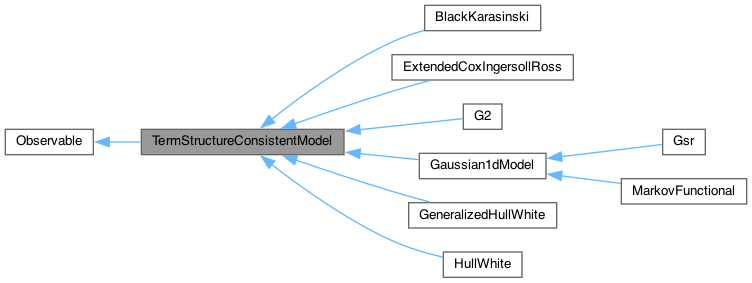 BlackKarasinski
ExtendedCoxIngersollRoss
G2
Observable
TermStructureConsistentModel
Gsr
Gaussian1dModel
MarkovFunctional
GeneralizedHullWhite
HullWhite